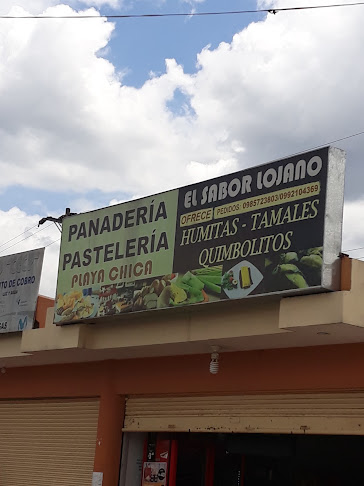 PANADERÍA
PASTELERÍA
PLAYA CHICA
EL SABOR LOJANO
OFRECE PEDIDOS: 0985723803/0992104369
HUMITAS - TAMALES
QUIMBOLITOS
TO DE COBRO